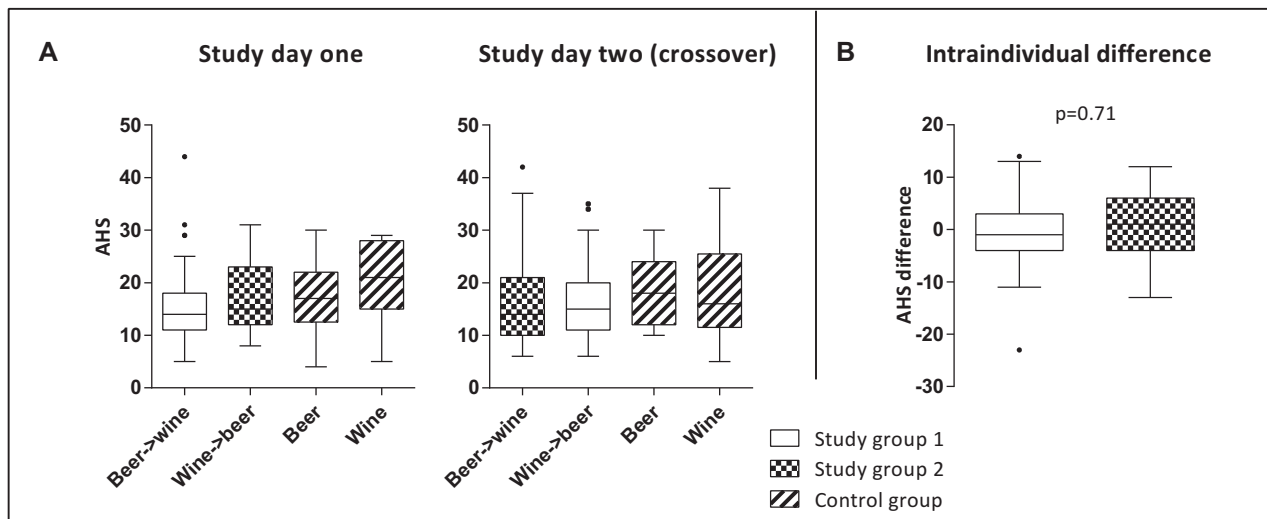 A
Study day one
Study day two (crossover)
B
Intraindividual difference
AHS
50
40
30
20
10
0
Beer->wine
Wine->beer
Beer
Wine
50
40
30
20
10
0
Beer->wine
Wine->beer
Beer
Wine
p=0.71
AHS difference
20
10
0
-10
-20
-30
Study group 1
Study group 2
Control group